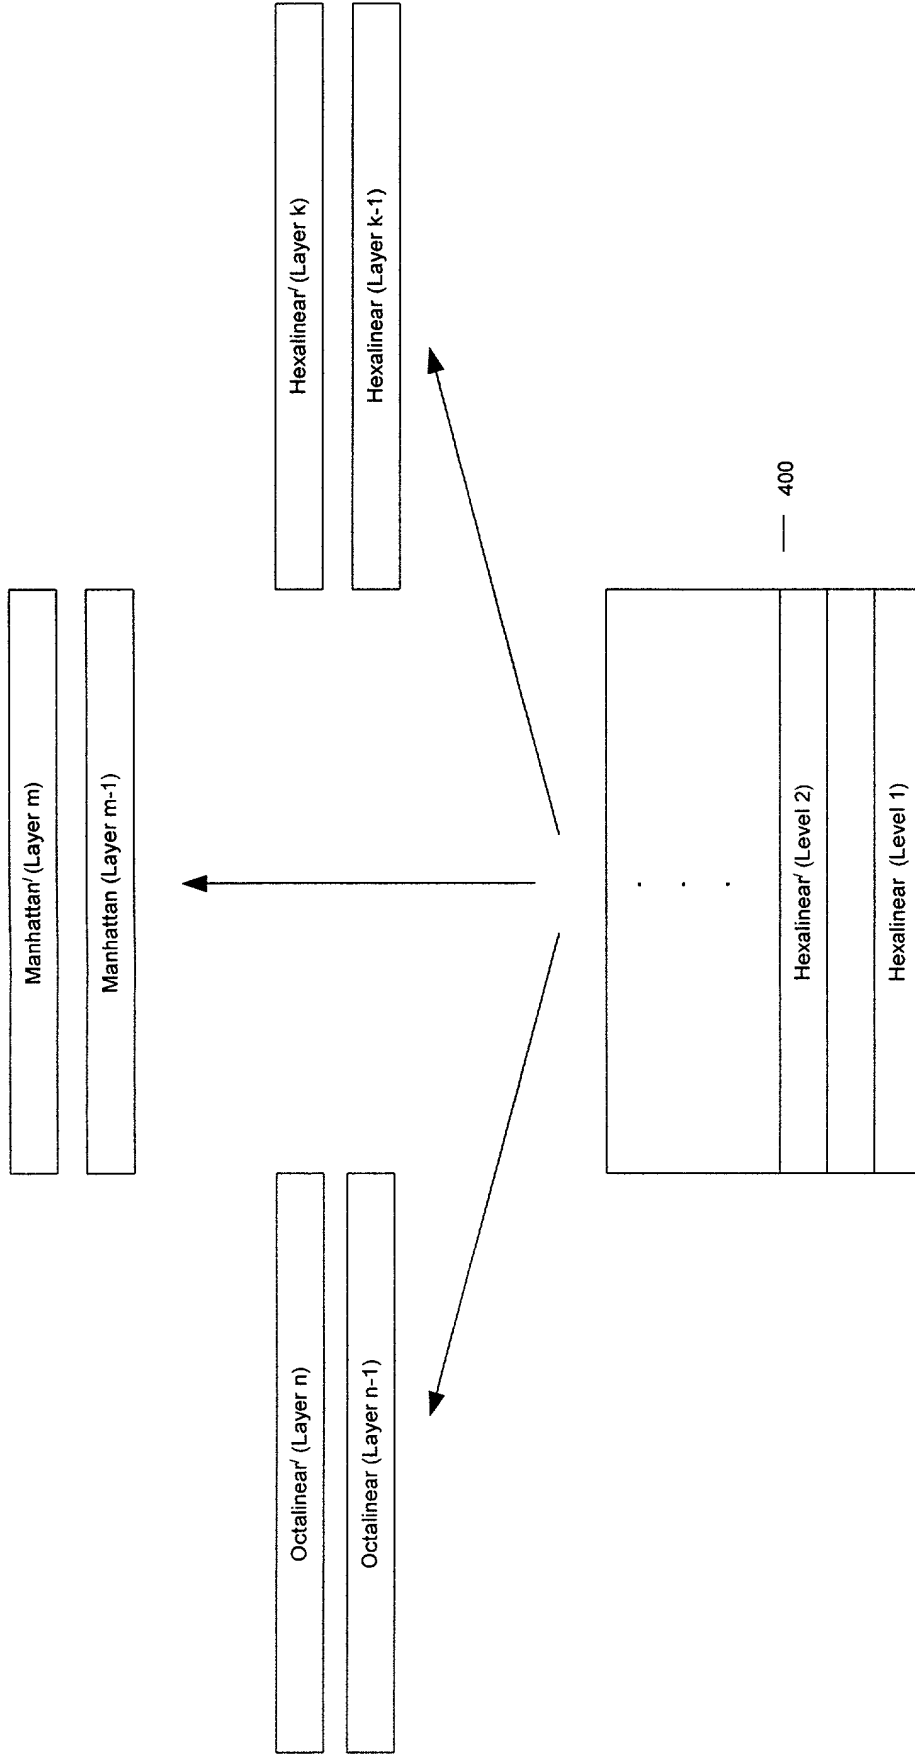 Manhattan′ (Layer m)
Manhattan (Layer m-1)
Octalinear′ (Layer n)
Octalinear (Layer n-1)
Hexalinear′ (Layer k)
Hexalinear (Layer k-1)
. . .
Hexalinear′ (Level 2)
Hexalinear (Level 1)
400